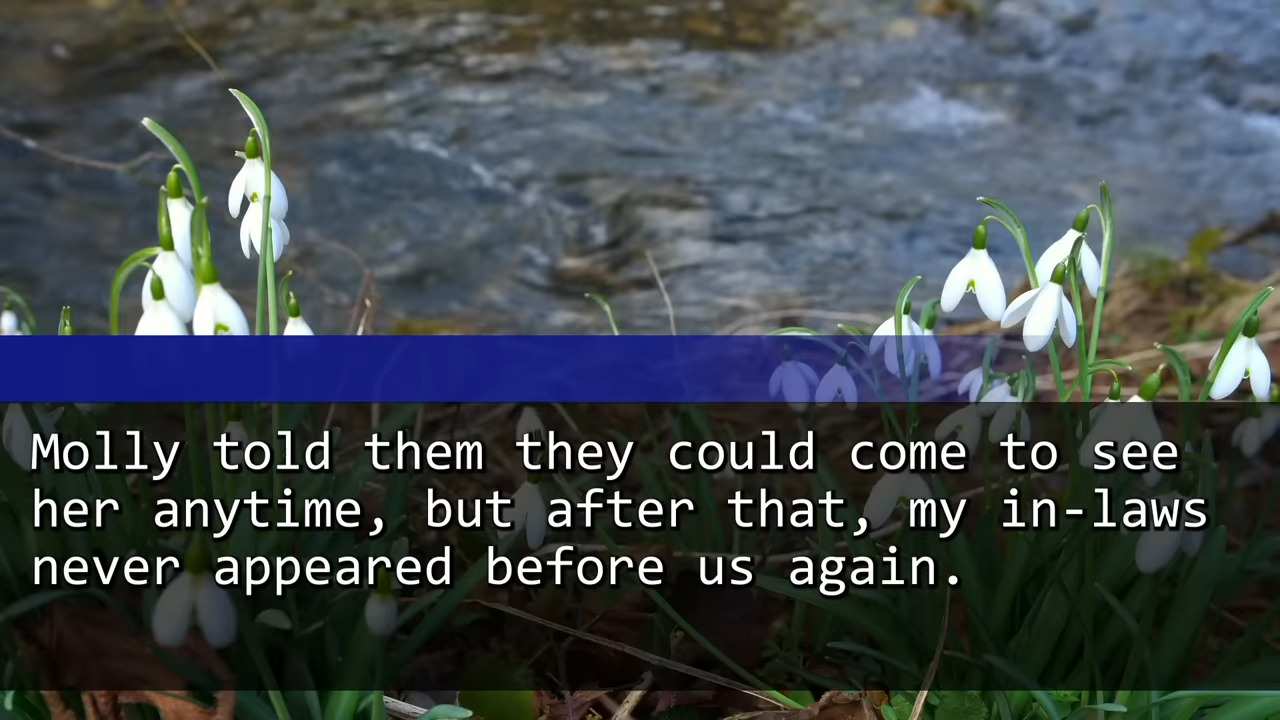 Molly told them they could come to see
her anytime, but after that, my in-laws
never appeared before us again.